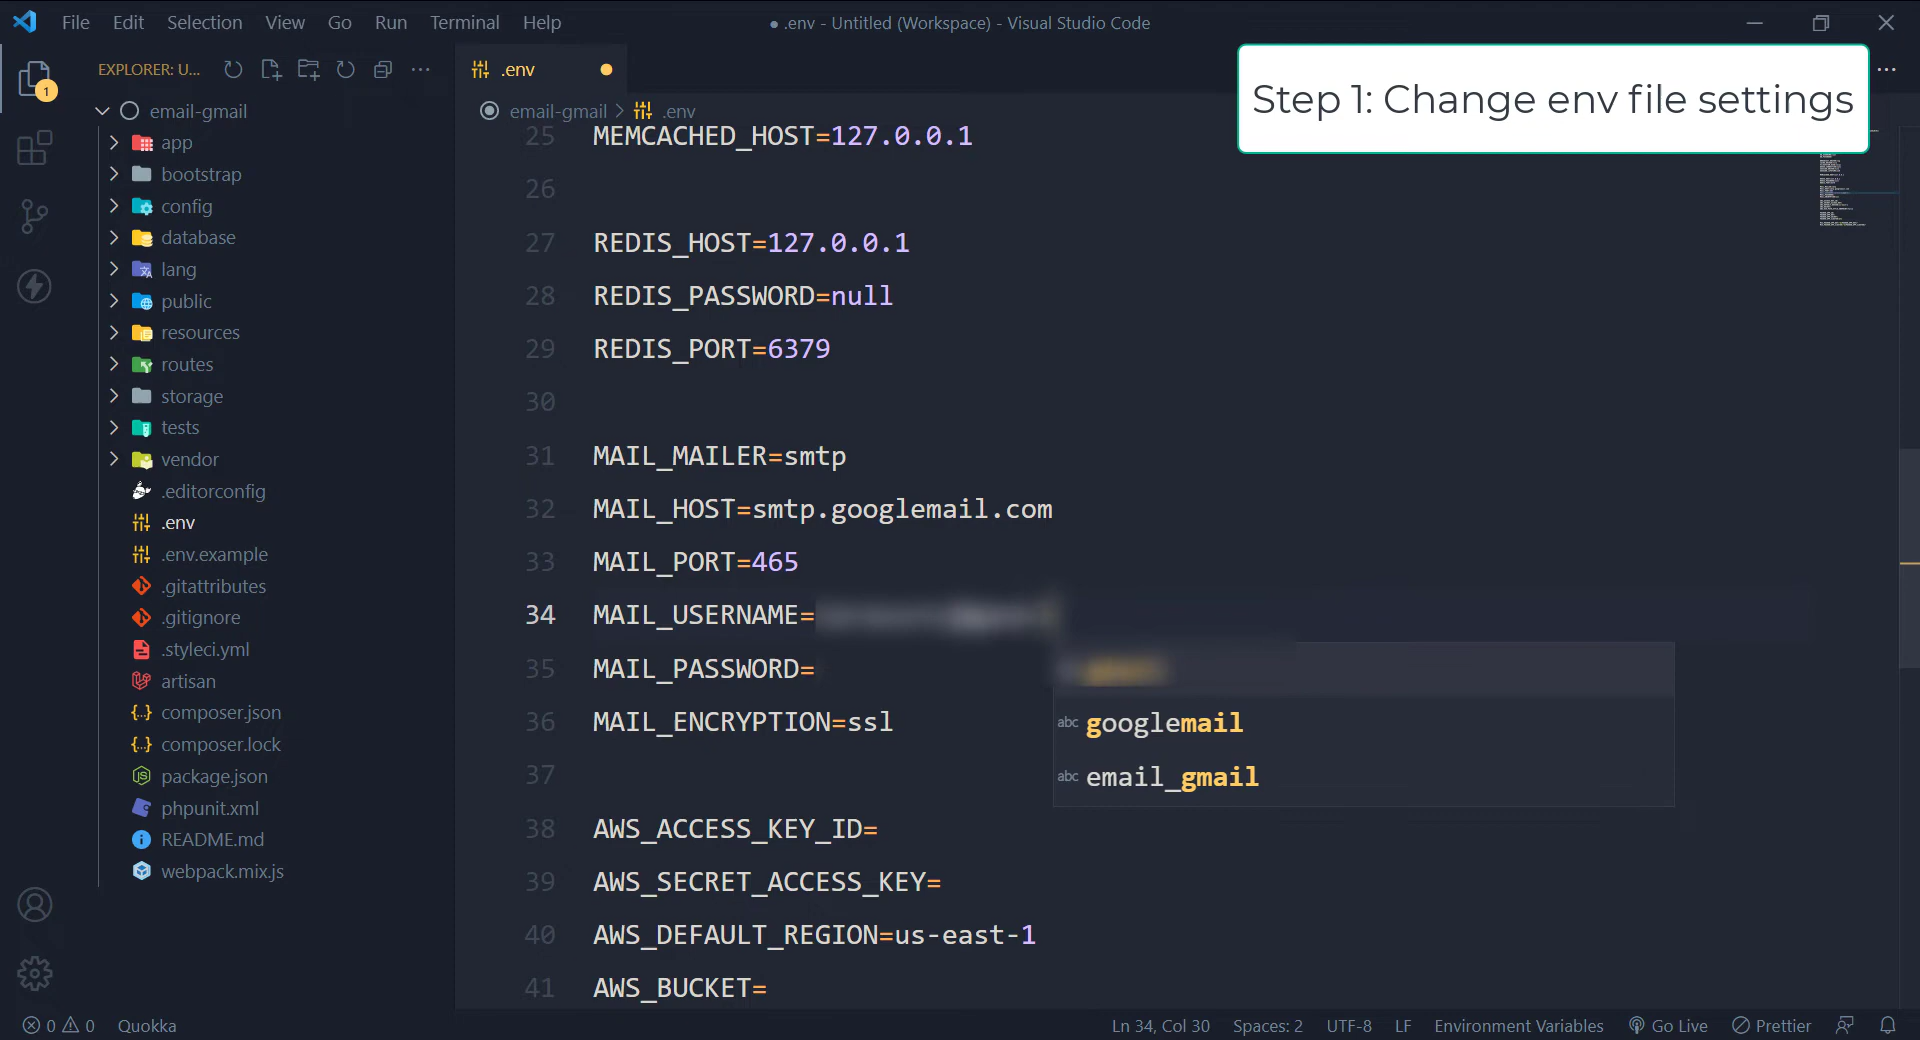 File Edit Selection View Go Run Terminal Help
● .env - Untitled (Workspace) - Visual Studio Code
Step 1: Change env file settings
EXPLORER: U...
1
email-gmail
app
bootstrap
config
database
lang
public
resources
routes
storage
tests
vendor
.editorconfig
.env
.env.example
.gitattributes
.gitignore
.styleci.yml
artisan
composer.json
composer.lock
package.json
phpunit.xml
README.md
webpack.mix.js
.env
email-gmail > .env
25 MEMCACHED_HOST=127.0.0.1
26
27 REDIS_HOST=127.0.0.1
28 REDIS_PASSWORD=null
29 REDIS_PORT=6379
30
31 MAIL_MAILER=smtp
32 MAIL_HOST=smtp.googlemail.com
33 MAIL_PORT=465
34 MAIL_USERNAME=
35 MAIL_PASSWORD=
36 MAIL_ENCRYPTION=ssl
abc googlemail
37
abc email_gmail
38 AWS_ACCESS_KEY_ID=
39 AWS_SECRET_ACCESS_KEY=
40 AWS_DEFAULT_REGION=us-east-1
41 AWS_BUCKET=
0 0 Quokka
Ln 34, Col 30 Spaces: 2 UTF-8 LF Environment Variables Go Live Prettier